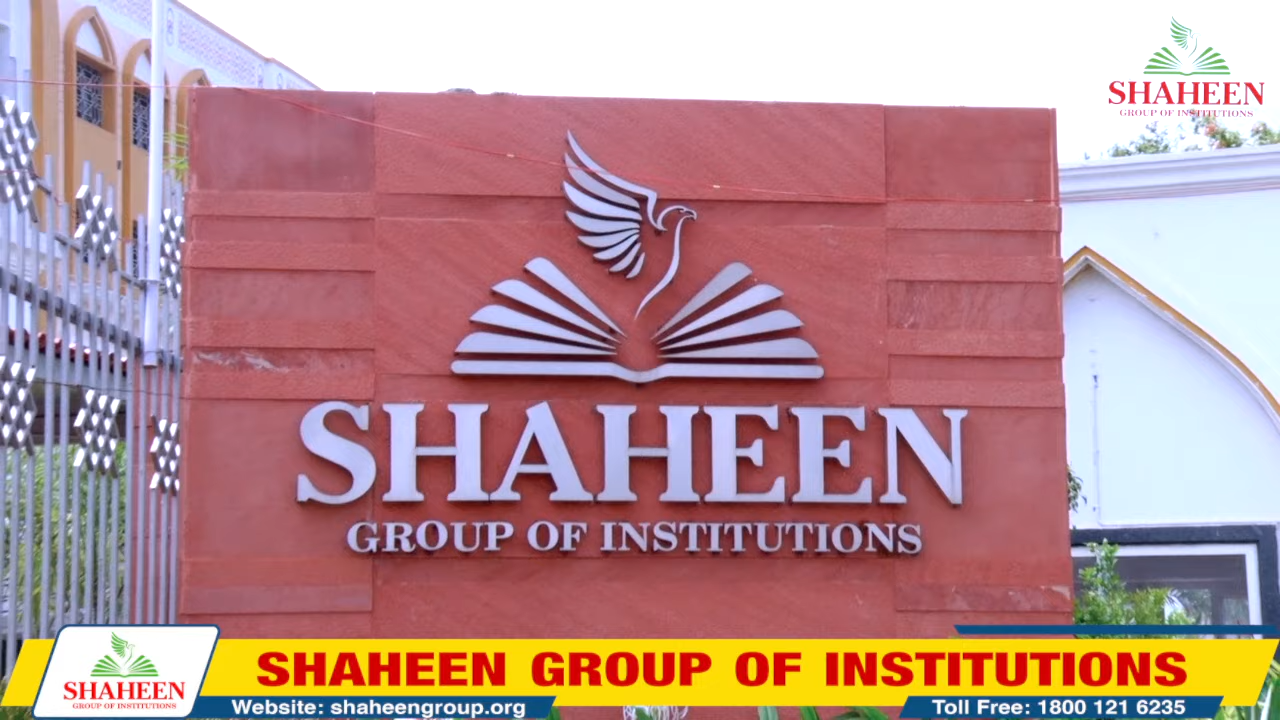 SHAHEEN
GROUP OF INSTITUTIONS
SHAHEEN
GROUP OF INSTITUTIONS
SHAHEEN
GROUP OF INSTITUTIONS
SHAHEEN GROUP OF INSTITUTIONS
Website: shaheengroup.org
Toll Free: 1800 121 6235